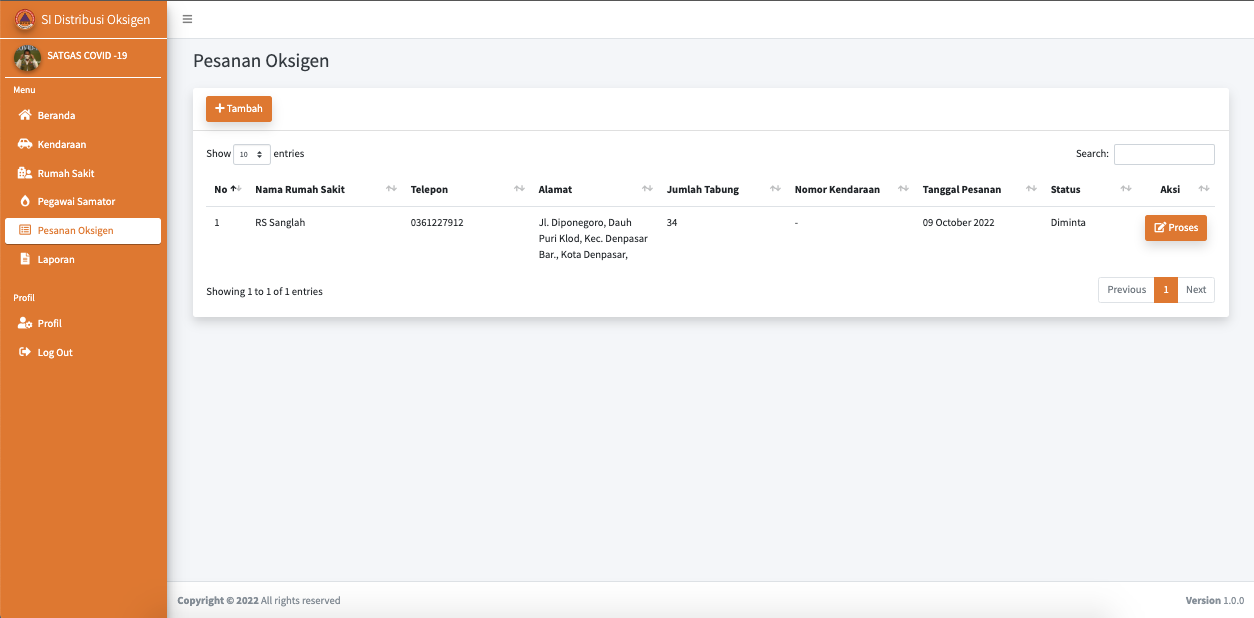 SI Distribusi Oksigen
SATGAS COVID -19
Menu
Beranda
Kendaraan
Rumah Sakit
Pegawai Samator
Pesanan Oksigen
Laporan
Profil
Profil
Log Out
Pesanan Oksigen
Tambah
Show 10 entries
Search:
No Nama Rumah Sakit Telepon Alamat Jumlah Tabung Nomor Kendaraan Tanggal Pesanan Status Aksi
1 RS Sanglah 0361227912 Jl. Diponegoro, Dauh 34 - 09 October 2022 Diminta Proses
Puri Klod, Kec. Denpasar
Bar., Kota Denpasar,
Showing 1 to 1 of 1 entries
Previous 1 Next
Copyright © 2022 All rights reserved
Version 1.0.0